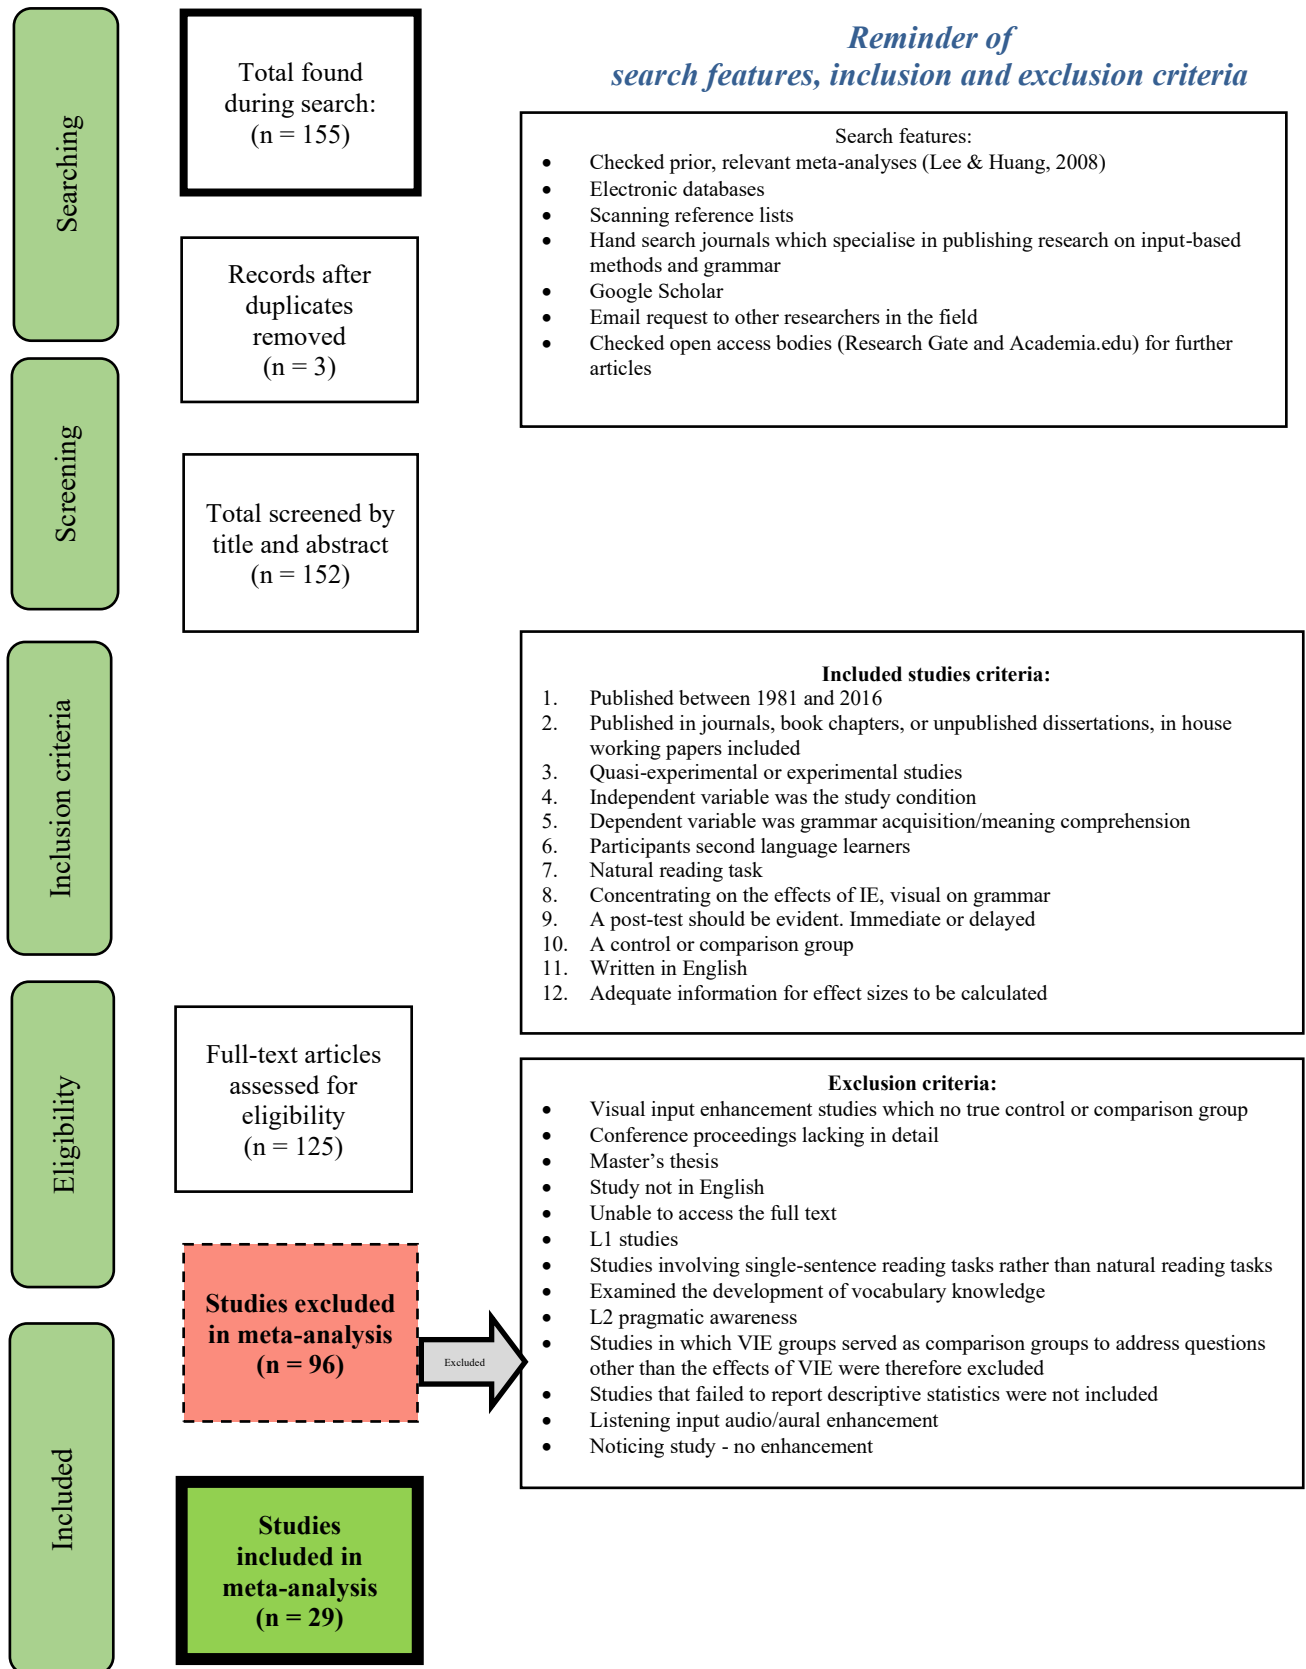 Reminder of
search features, inclusion and exclusion criteria
Searching
Total found
during search:
(n = 155)
Search features:
• Checked prior, relevant meta-analyses (Lee & Huang, 2008)
• Electronic databases
• Scanning reference lists
• Hand search journals which specialise in publishing research on input-based
methods and grammar
• Google Scholar
• Email request to other researchers in the field
• Checked open access bodies (Research Gate and Academia.edu) for further
articles
Records after
duplicates
removed
(n = 3)
Screening
Total screened by
title and abstract
(n = 152)
Inclusion criteria
Included studies criteria:
1. Published between 1981 and 2016
2. Published in journals, book chapters, or unpublished dissertations, in house
working papers included
3. Quasi-experimental or experimental studies
4. Independent variable was the study condition
5. Dependent variable was grammar acquisition/meaning comprehension
6. Participants second language learners
7. Natural reading task
8. Concentrating on the effects of IE, visual on grammar
9. A post-test should be evident. Immediate or delayed
10. A control or comparison group
11. Written in English
12. Adequate information for effect sizes to be calculated
Eligibility
Full-text articles
assessed for
eligibility
(n = 125)
Studies excluded
in meta-analysis
(n = 96)
Excluded
Exclusion criteria:
• Visual input enhancement studies which no true control or comparison group
• Conference proceedings lacking in detail
• Master’s thesis
• Study not in English
• Unable to access the full text
• L1 studies
• Studies involving single-sentence reading tasks rather than natural reading tasks
• Examined the development of vocabulary knowledge
• L2 pragmatic awareness
• Studies in which VIE groups served as comparison groups to address questions
other than the effects of VIE were therefore excluded
• Studies that failed to report descriptive statistics were not included
• Listening input audio/aural enhancement
• Noticing study - no enhancement
Included
Studies
included in
meta-analysis
(n = 29)